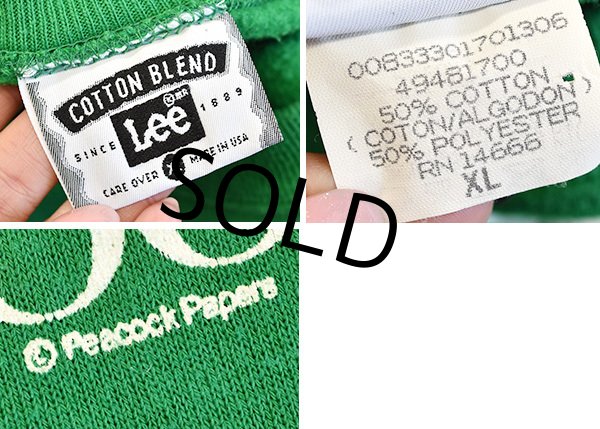 COTTON BLEND
Lee
SINCE 1889
CARE OVER MADE IN USA
00833301701306
49481700
50% COTTON
(COTON/ALGODON)
50% POLYESTER
RN 14666
XL
SOLD
© Peacock Papers